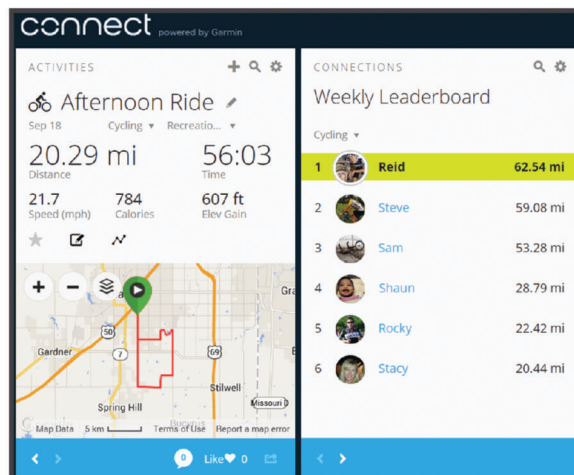 connect powered by Garmin
ACTIVITIES
Afternoon Ride
Sep 18 Cycling Recreatio...
20.29 mi 56:03
Distance Time
21.7 784 607 ft
Speed (mph) Calories Elev Gain
50
Gardner 7 69
Stilwell
Spring Hill Missouri
Bucyrus
Map Data 5 km Terms of Use Report a map error
0 Like 0
CONNECTIONS
Weekly Leaderboard
Cycling
1 Reid 62.54 mi
2 Steve 59.08 mi
3 Sam 53.28 mi
4 Shaun 28.79 mi
5 Rocky 22.42 mi
6 Stacy 20.44 mi